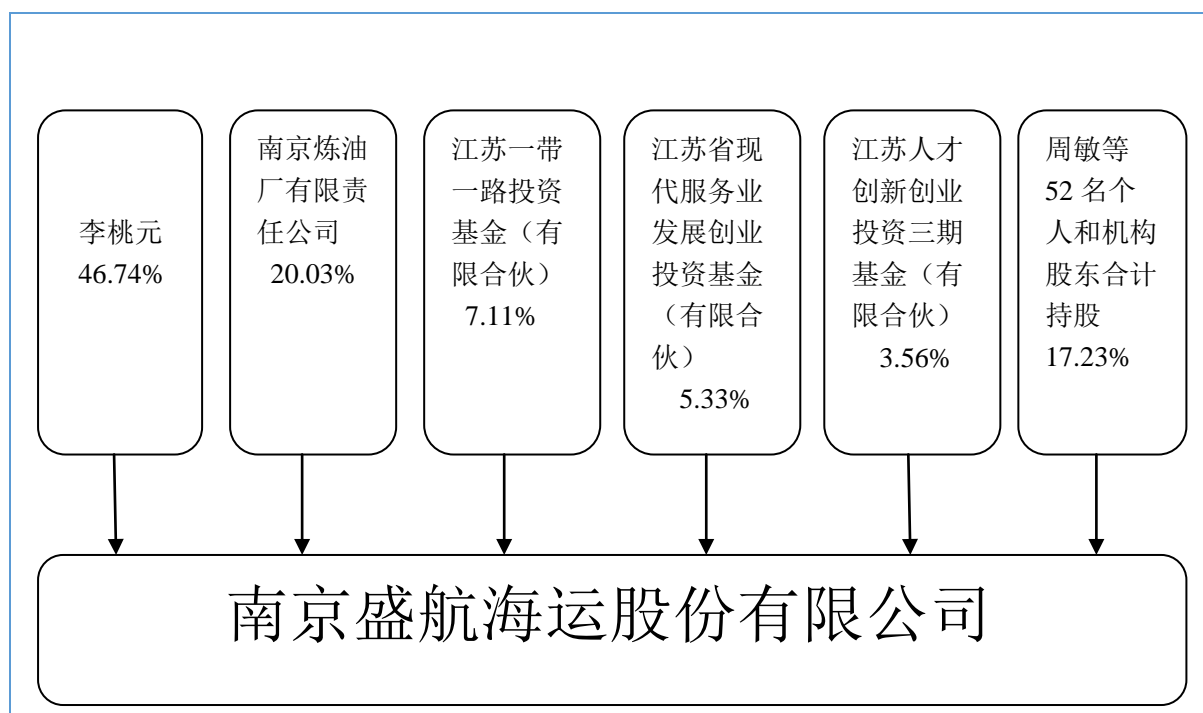 李桃元
46.74%
南京炼油
厂有限责
任公司
20.03%
江苏一带
一路投资
基金（有
限合伙）
7.11%
江苏省现
代服务业
发展创业
投资基金
（有限合
伙）
5.33%
江苏人才
创新创业
投资三期
基金（有
限合伙）
3.56%
周敏等
52 名个
人和机构
股东合计
持股
17.23%
南京盛航海运股份有限公司